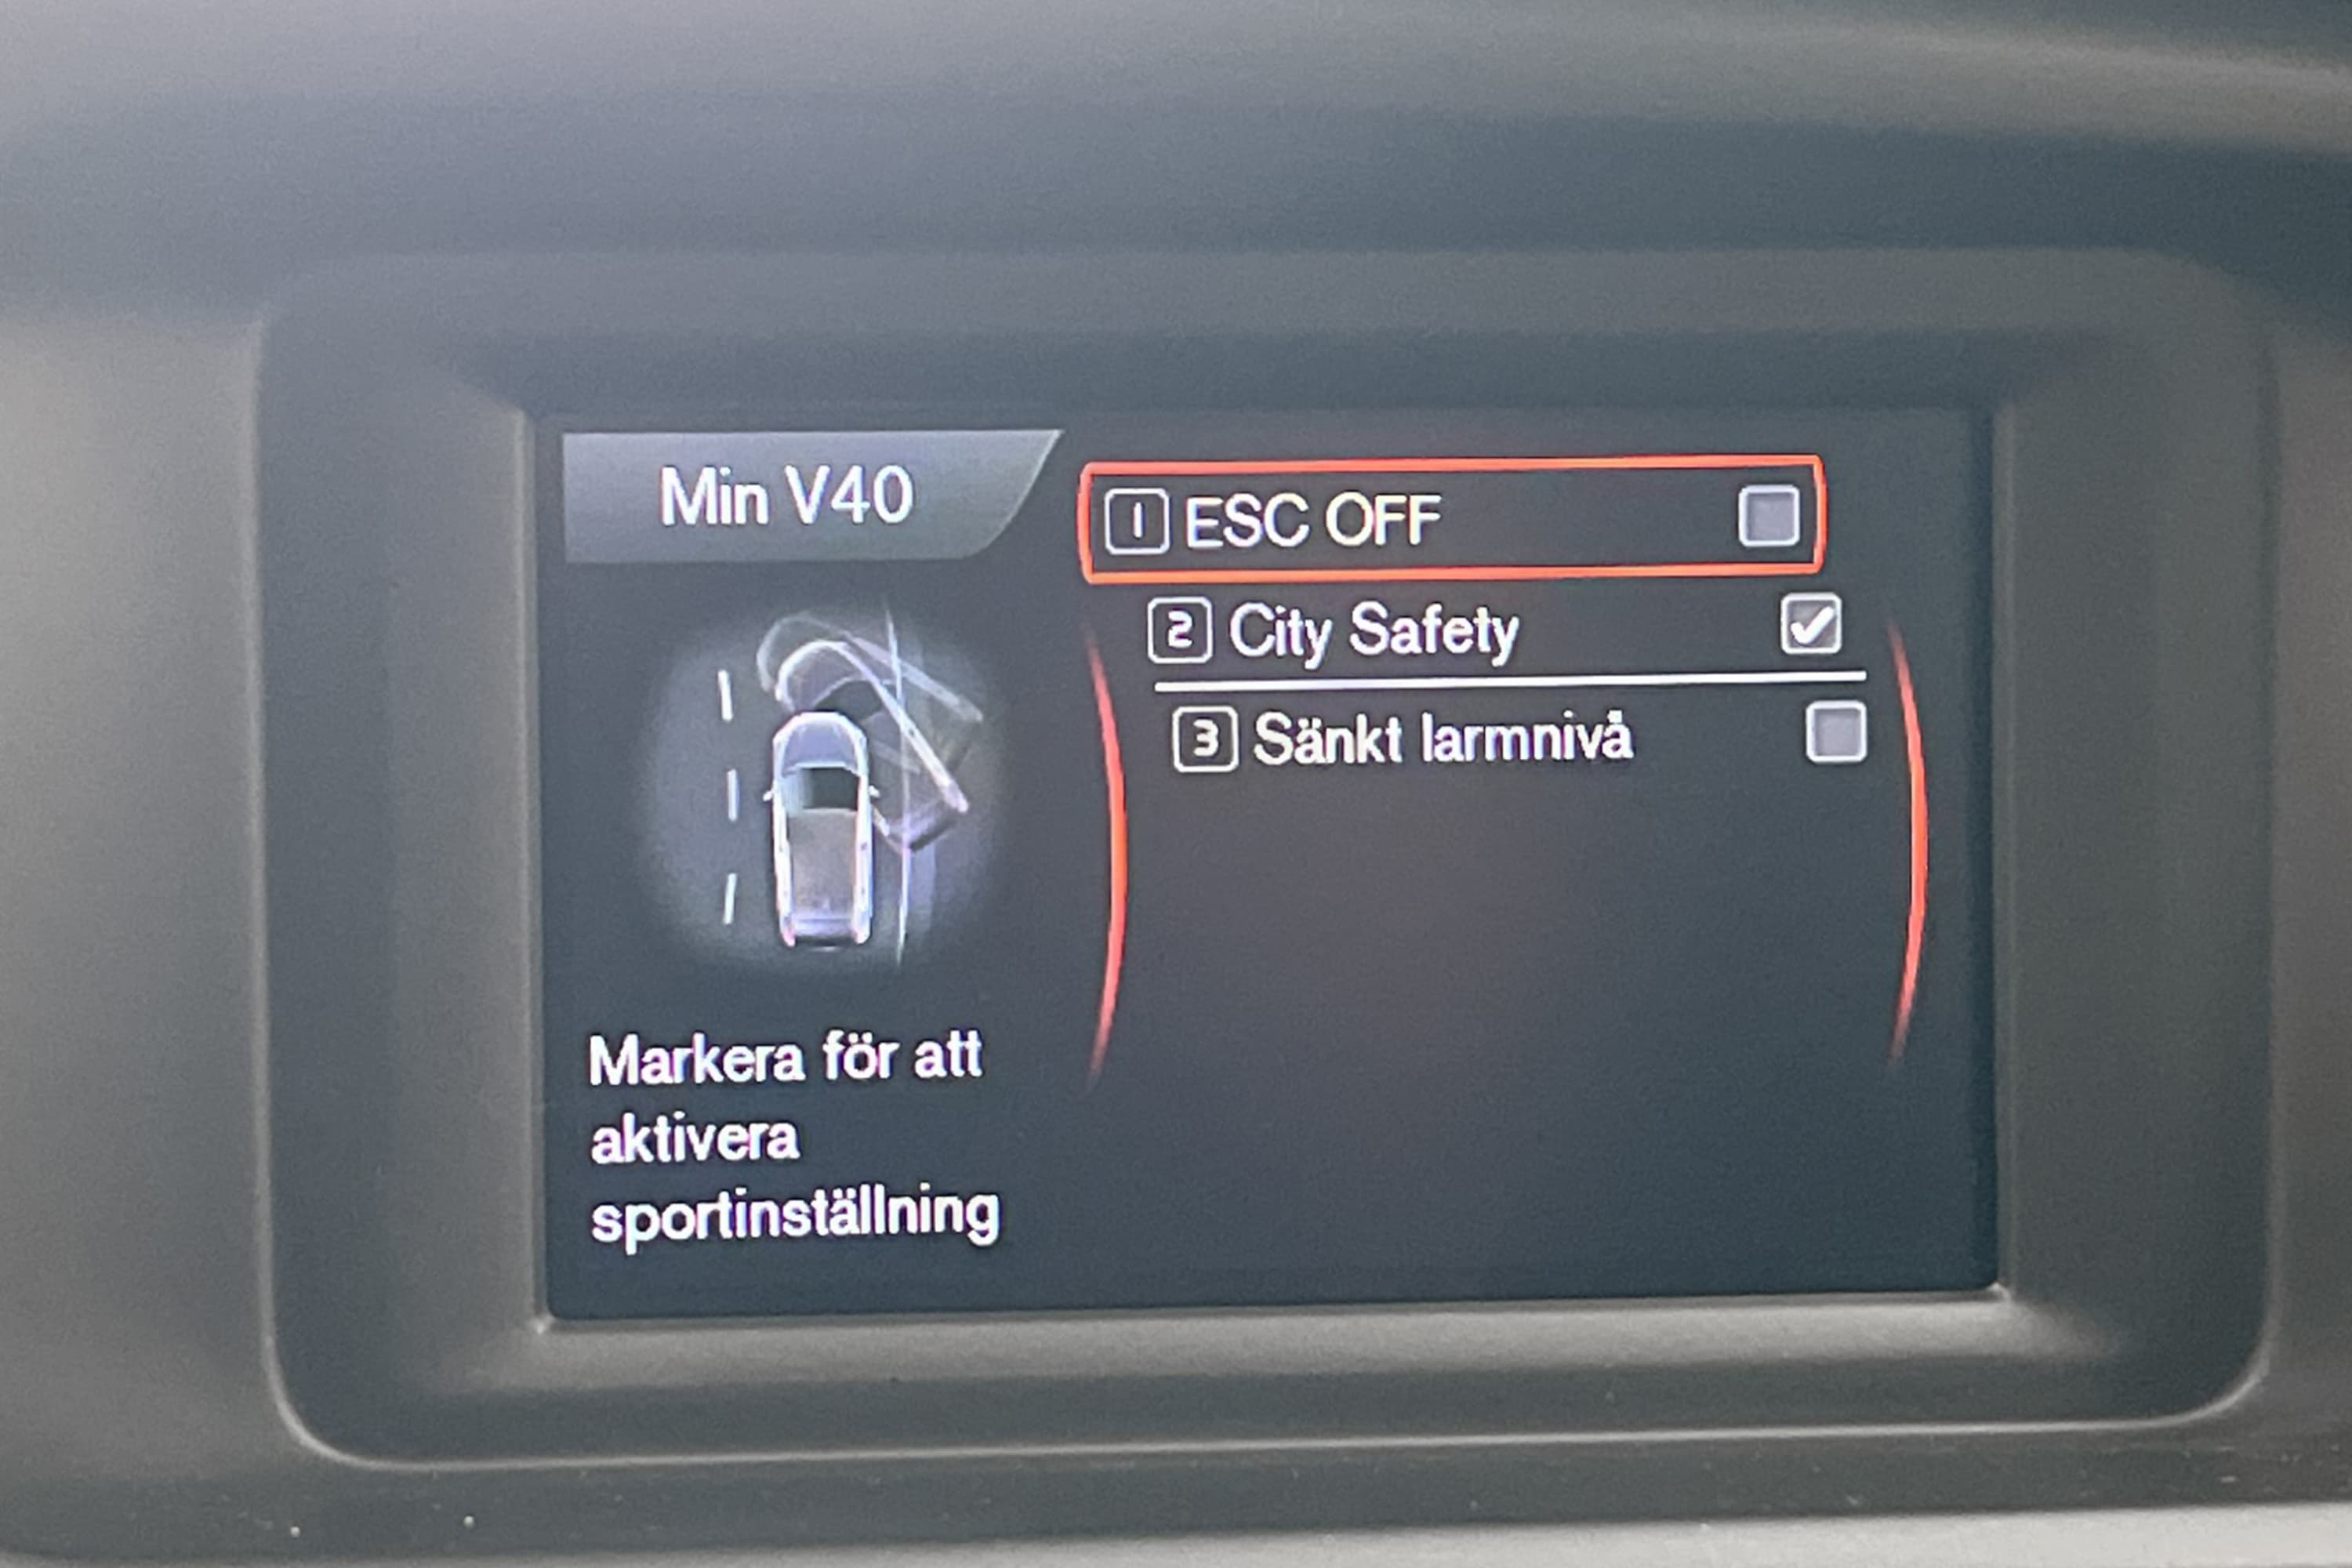 Min V40
1 ESC OFF
2 City Safety
3 Sänkt larmnivå
Markera för att
aktivera
sportinställning